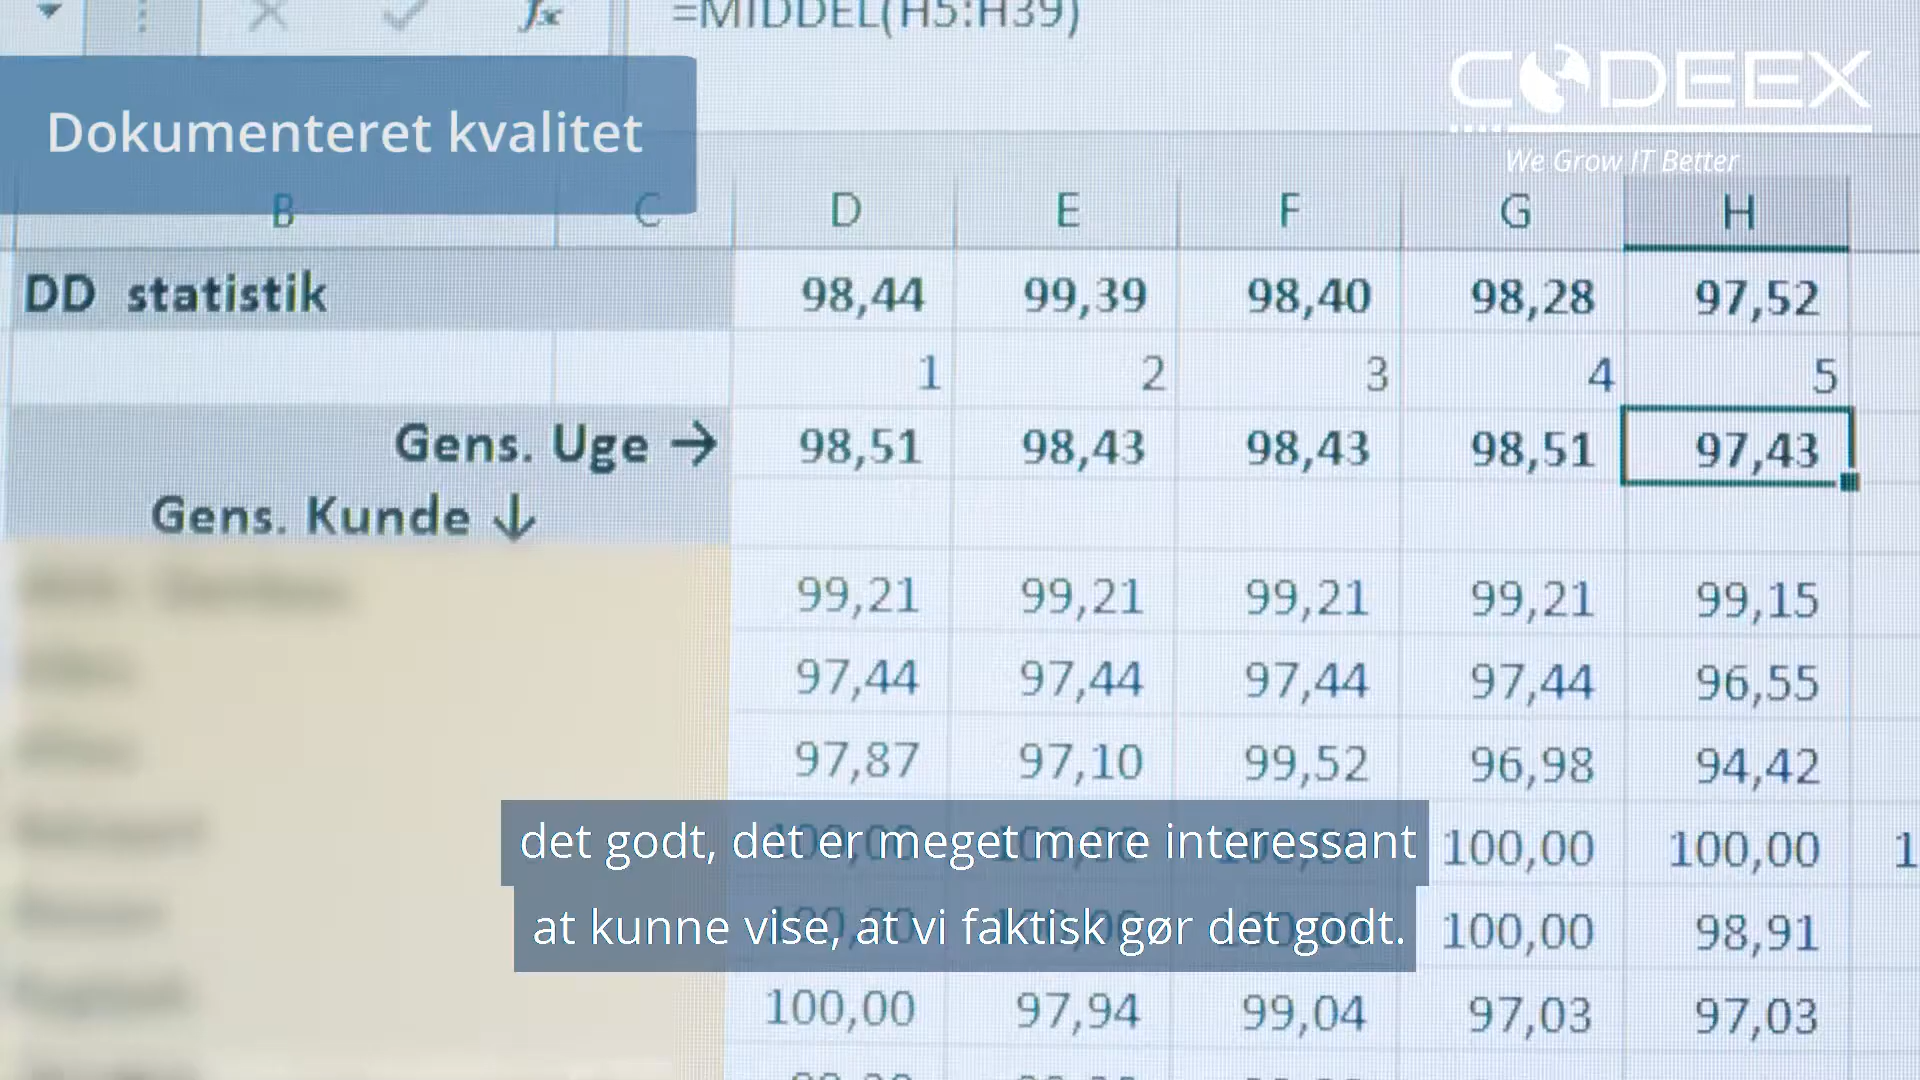 fx =MIDDEL(H5:H39)
CODEEX
We Grow IT Better
Dokumenteret kvalitet
B C D E F G H
DD statistik 98,44 99,39 98,40 98,28 97,52
1 2 3 4 5
Gens. Uge → 98,51 98,43 98,43 98,51 97,43
Gens. Kunde ↓
99,21 99,21 99,21 99,21 99,15
97,44 97,44 97,44 97,44 96,55
97,87 97,10 99,52 96,98 94,42
100,00 100,00
100,00 98,91
100,00 97,94 99,04 97,03 97,03
det godt, det er meget mere interessant
at kunne vise, at vi faktisk gør det godt.